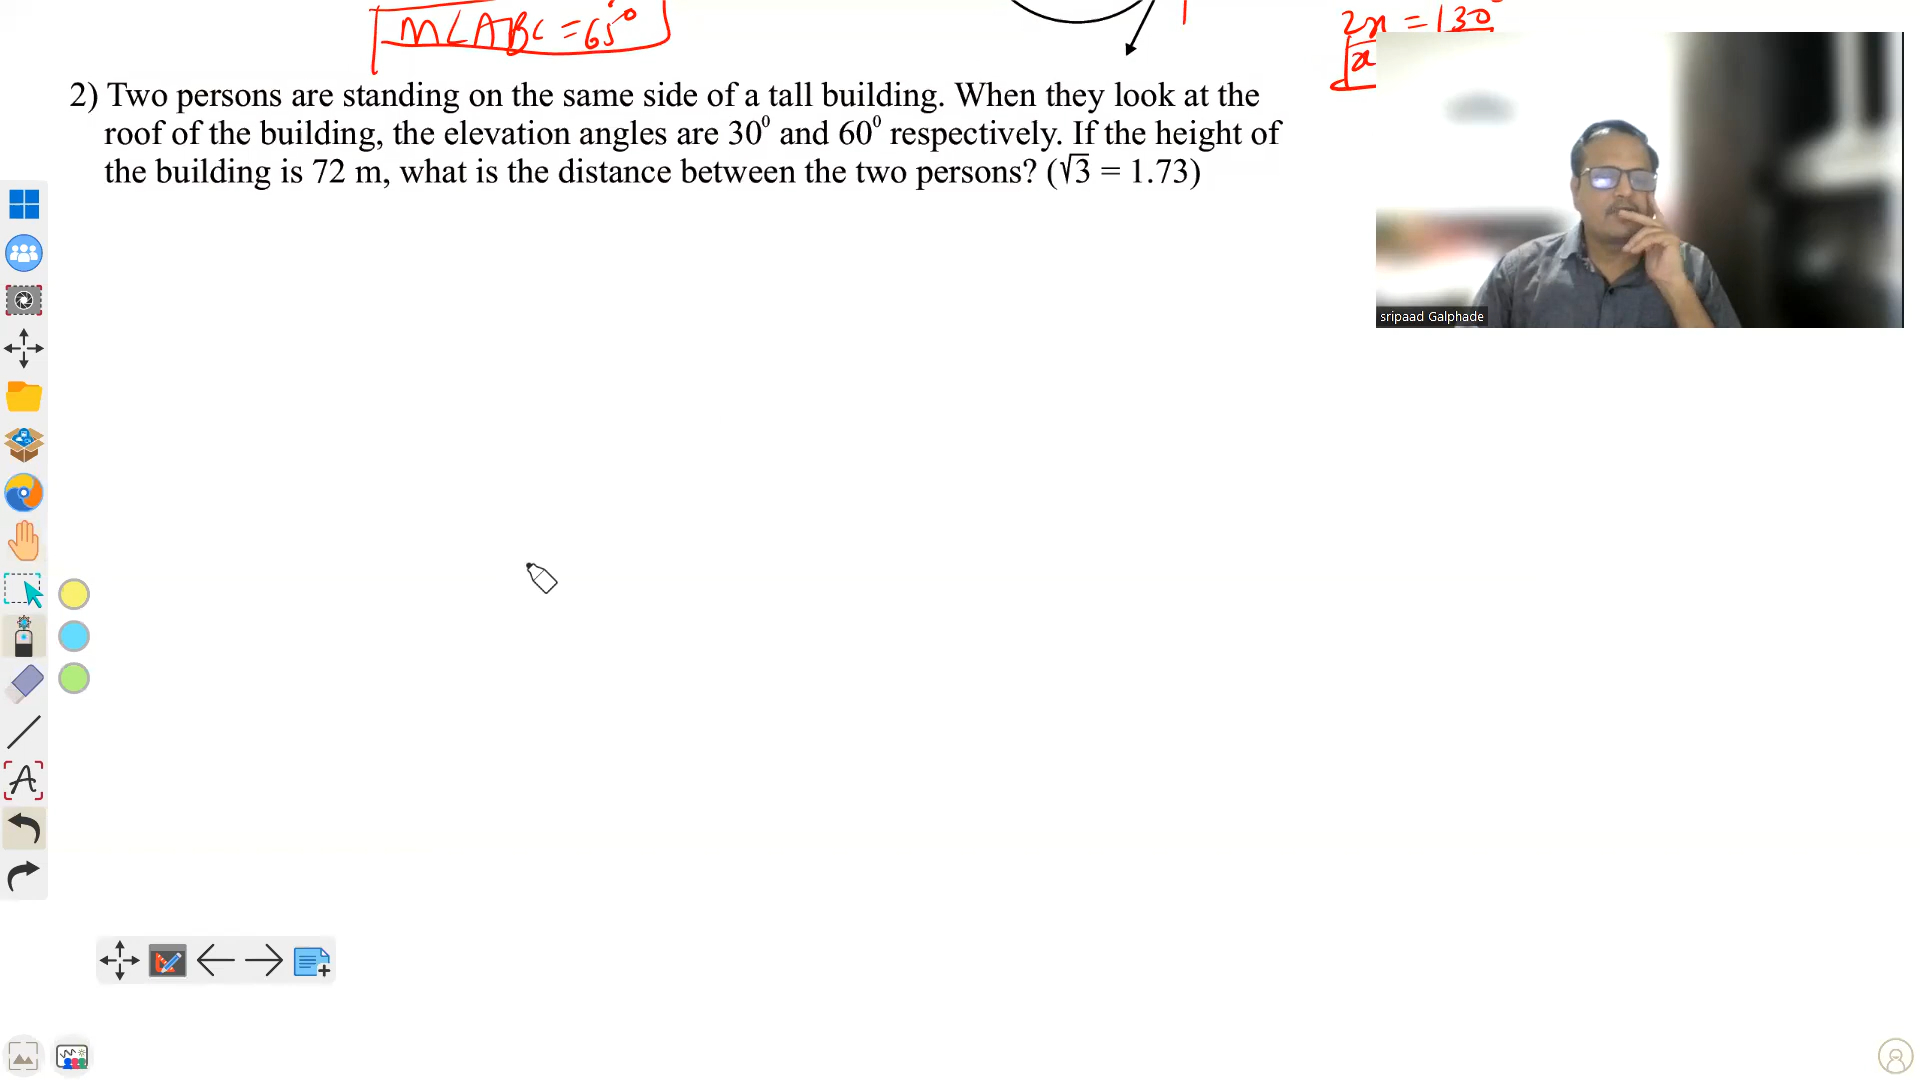 m∠ABC = 65°
2x = 130°
x
2) Two persons are standing on the same side of a tall building. When they look at the
roof of the building, the elevation angles are 30⁰ and 60⁰ respectively. If the height of
the building is 72 m, what is the distance between the two persons? (√3 = 1.73)
sripaad Galphade